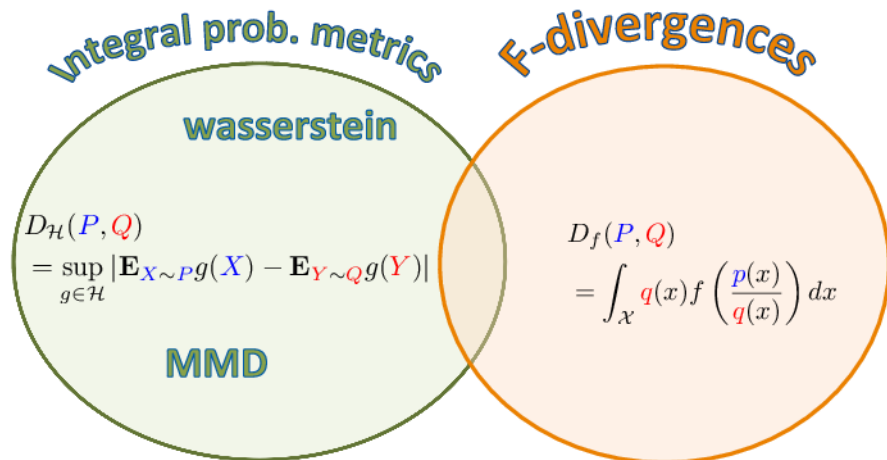 Integral prob. metrics
F-divergences
wasserstein
D_ℋ(P, Q)
= sup_{g∈ℋ} |E_{X∼P} g(X) − E_{Y∼Q} g(Y)|
MMD
D_f(P, Q)
= ∫_𝒳 q(x) f (p(x)/q(x)) dx